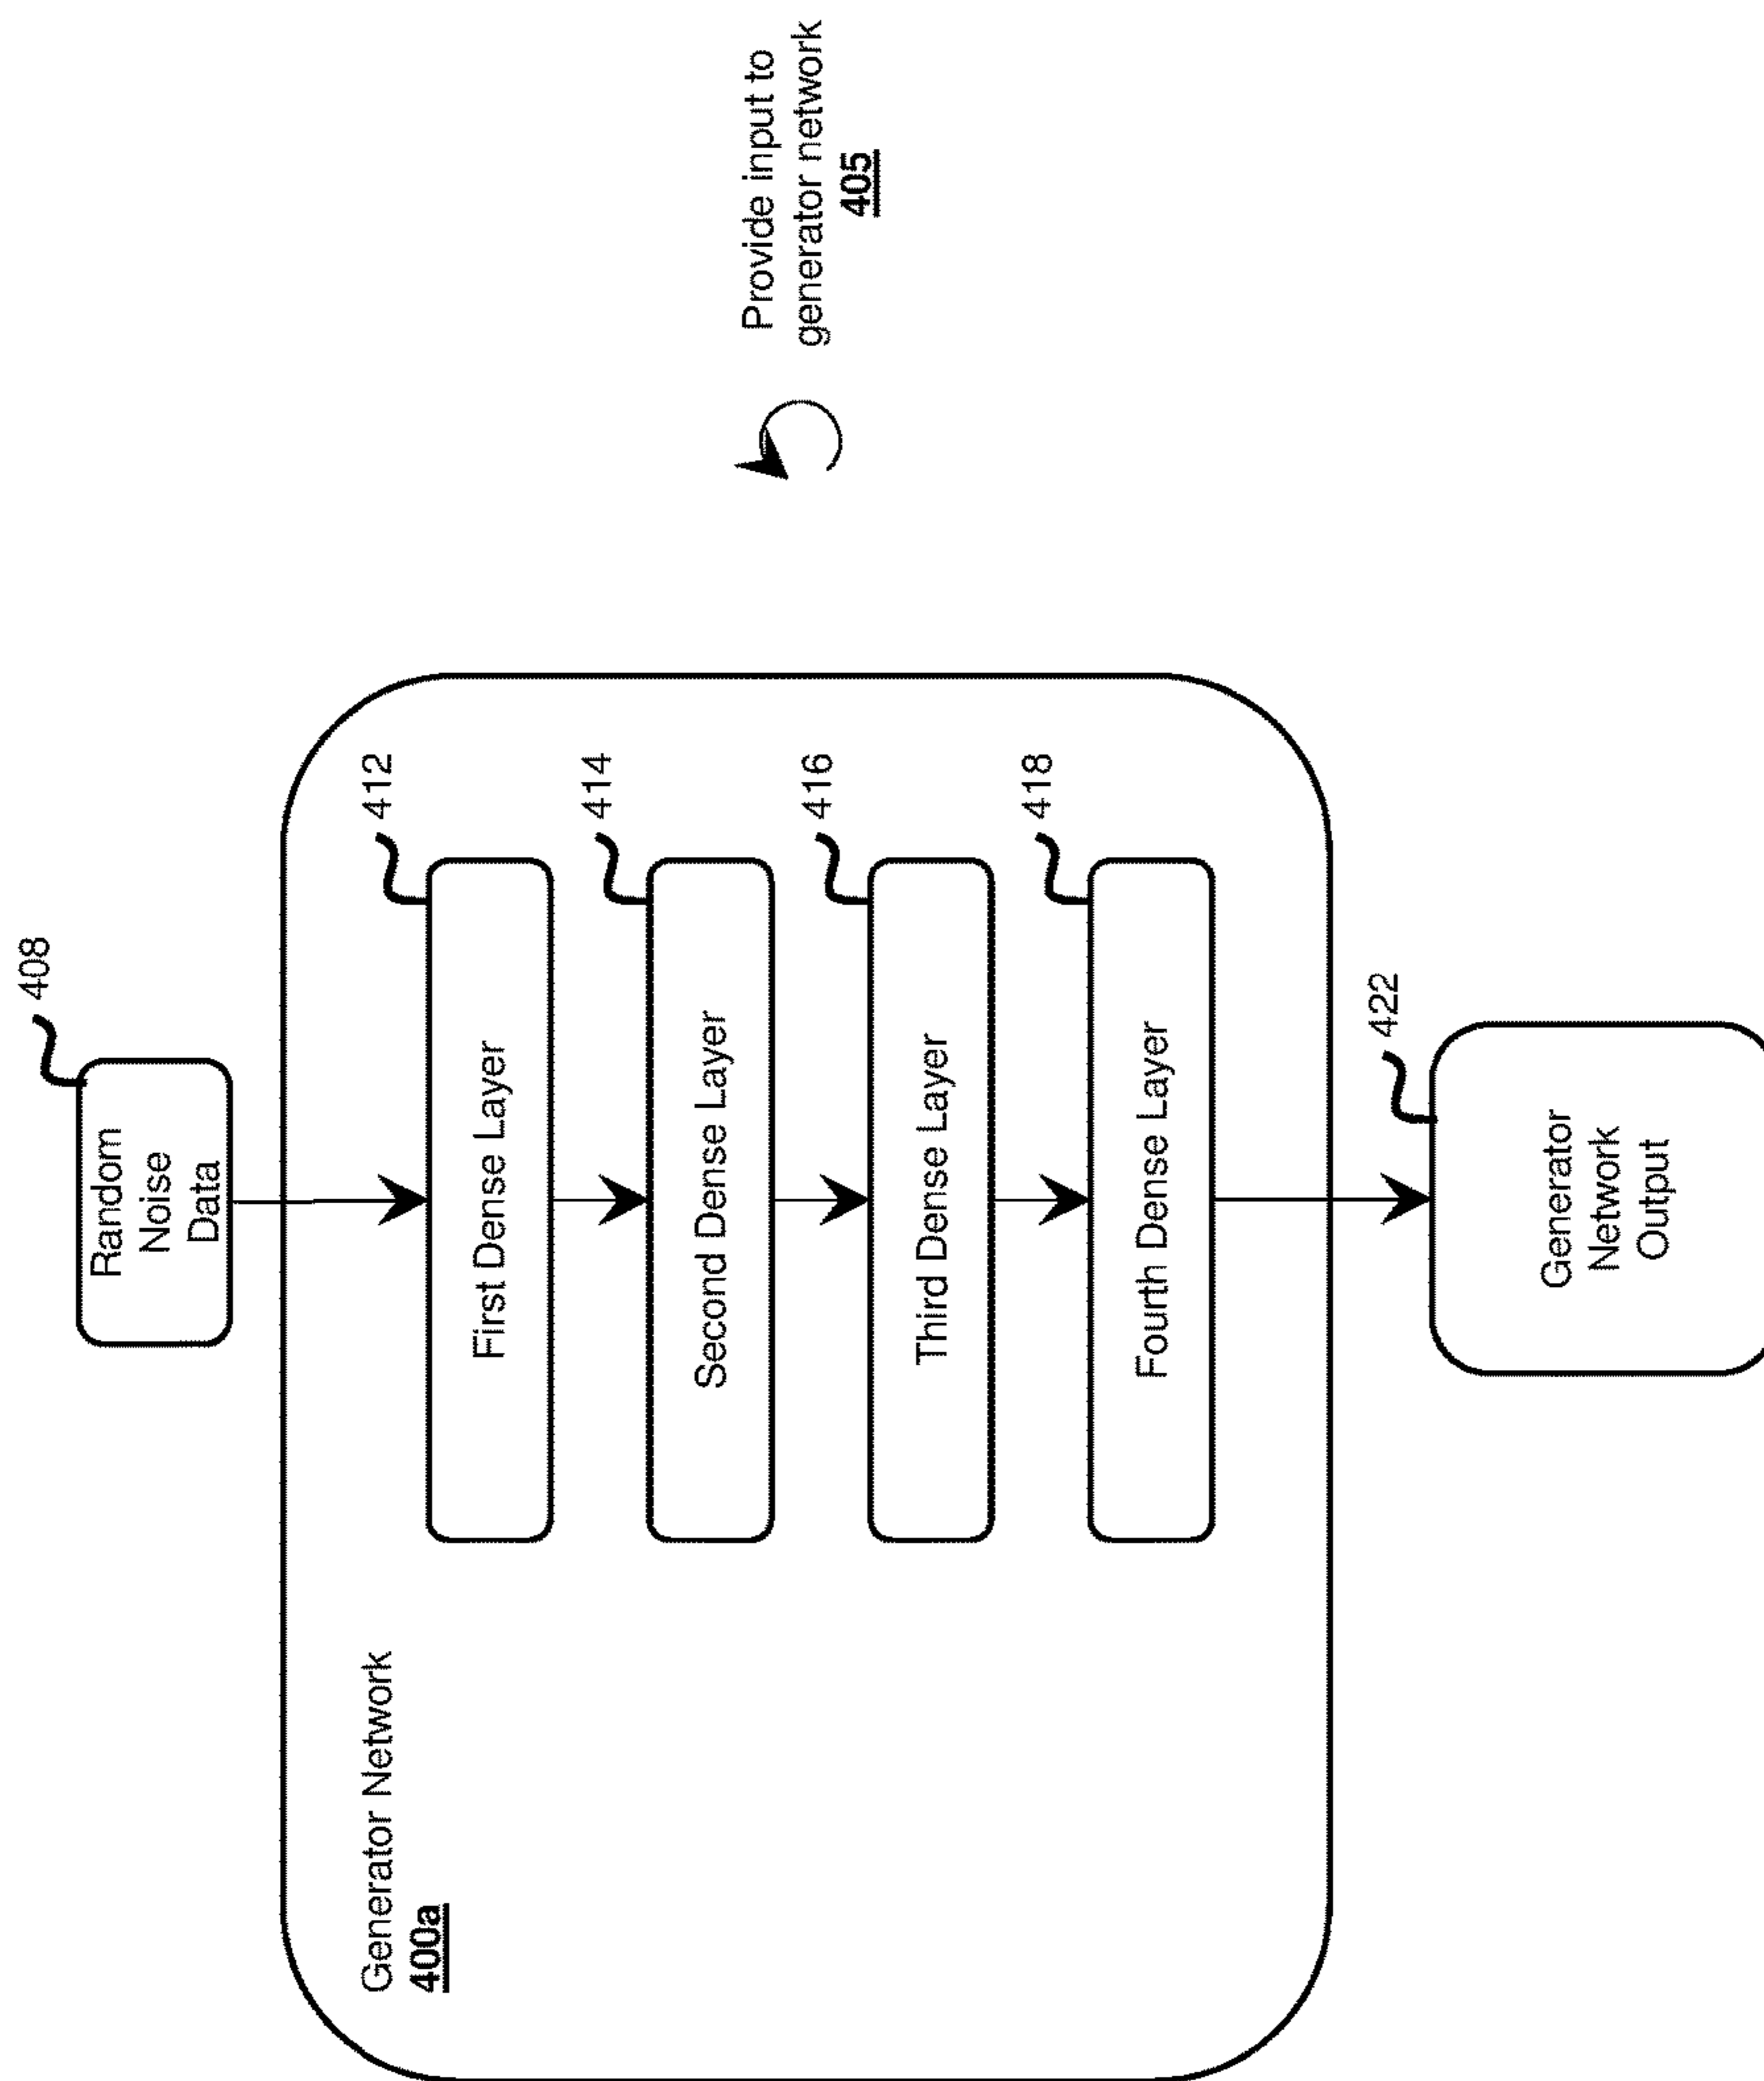 408
Random
Noise
Data
Generator Network
400a
412
First Dense Layer
414
Second Dense Layer
416
Third Dense Layer
418
Fourth Dense Layer
422
Generator
Network
Output
Provide input to
generator network
405